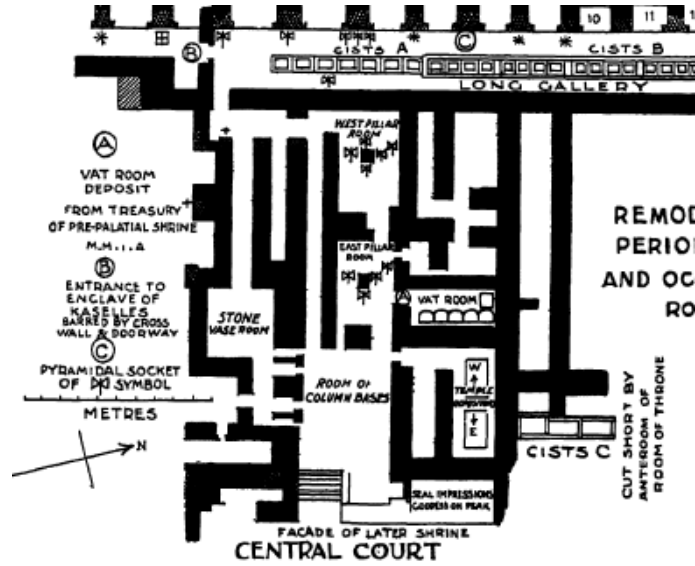 10
11
B
CISTS A
C
CISTS B
LONG GALLERY
WEST PILLAR
ROOM
A
VAT ROOM
DEPOSIT
FROM TREASURY
OF PRE-PALATIAL SHRINE
M.M.I.A
REMOD
PERIO
AND OC
RO
EAST PILLAR
ROOM
B
ENTRANCE TO
ENCLAVE OF
KASELLES
BARRED BY CROSS
WALL & DOORWAY
A
VAT ROOM
STONE
VASE ROOM
C
PYRAMIDAL SOCKET
OF SYMBOL
METRES
N
ROOM OF
COLUMN BASES
W
TEMPLE
E
CISTS C
CUT SHORT BY
ANTEROOM OF
ROOM OF THRONE
SEAL IMPRESSIONS
GODDESS ON PEAK
FACADE OF LATER SHRINE
CENTRAL COURT